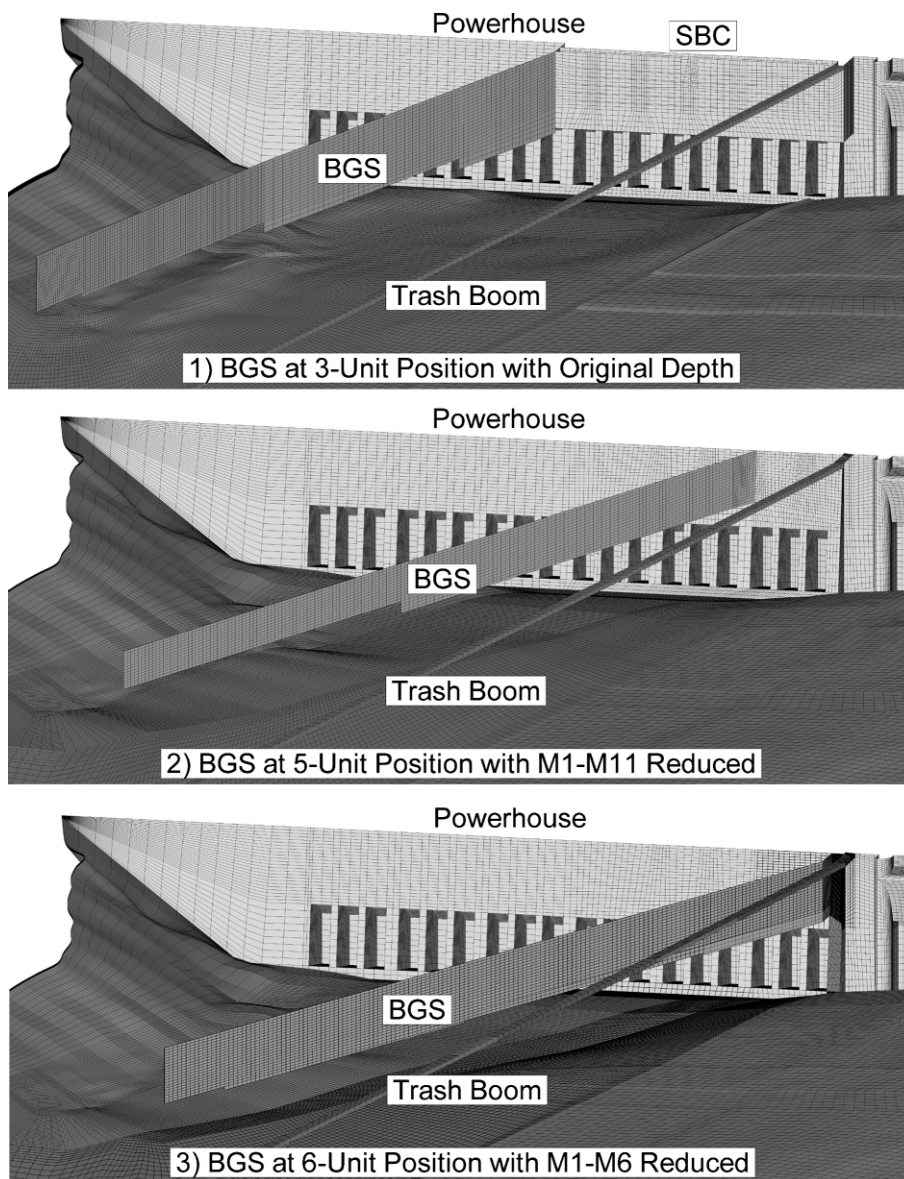 Powerhouse
SBC
BGS
Trash Boom
1) BGS at 3-Unit Position with Original Depth
Powerhouse
BGS
Trash Boom
2) BGS at 5-Unit Position with M1-M11 Reduced
Powerhouse
BGS
Trash Boom
3) BGS at 6-Unit Position with M1-M6 Reduced